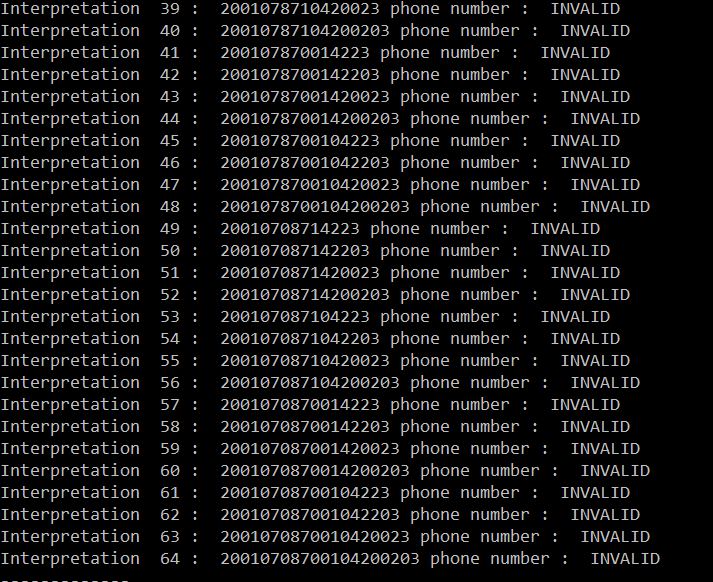 Interpretation 39 : 2001078710420023 phone number : INVALID
Interpretation 40 : 20010787104200203 phone number : INVALID
Interpretation 41 : 200107870014223 phone number : INVALID
Interpretation 42 : 2001078700142203 phone number : INVALID
Interpretation 43 : 20010787001420023 phone number : INVALID
Interpretation 44 : 200107870014200203 phone number : INVALID
Interpretation 45 : 2001078700104223 phone number : INVALID
Interpretation 46 : 20010787001042203 phone number : INVALID
Interpretation 47 : 200107870010420023 phone number : INVALID
Interpretation 48 : 2001078700104200203 phone number : INVALID
Interpretation 49 : 20010708714223 phone number : INVALID
Interpretation 50 : 200107087142203 phone number : INVALID
Interpretation 51 : 2001070871420023 phone number : INVALID
Interpretation 52 : 20010708714200203 phone number : INVALID
Interpretation 53 : 200107087104223 phone number : INVALID
Interpretation 54 : 2001070871042203 phone number : INVALID
Interpretation 55 : 20010708710420023 phone number : INVALID
Interpretation 56 : 200107087104200203 phone number : INVALID
Interpretation 57 : 2001070870014223 phone number : INVALID
Interpretation 58 : 20010708700142203 phone number : INVALID
Interpretation 59 : 200107087001420023 phone number : INVALID
Interpretation 60 : 2001070870014200203 phone number : INVALID
Interpretation 61 : 20010708700104223 phone number : INVALID
Interpretation 62 : 200107087001042203 phone number : INVALID
Interpretation 63 : 2001070870010420023 phone number : INVALID
Interpretation 64 : 20010708700104200203 phone number : INVALID